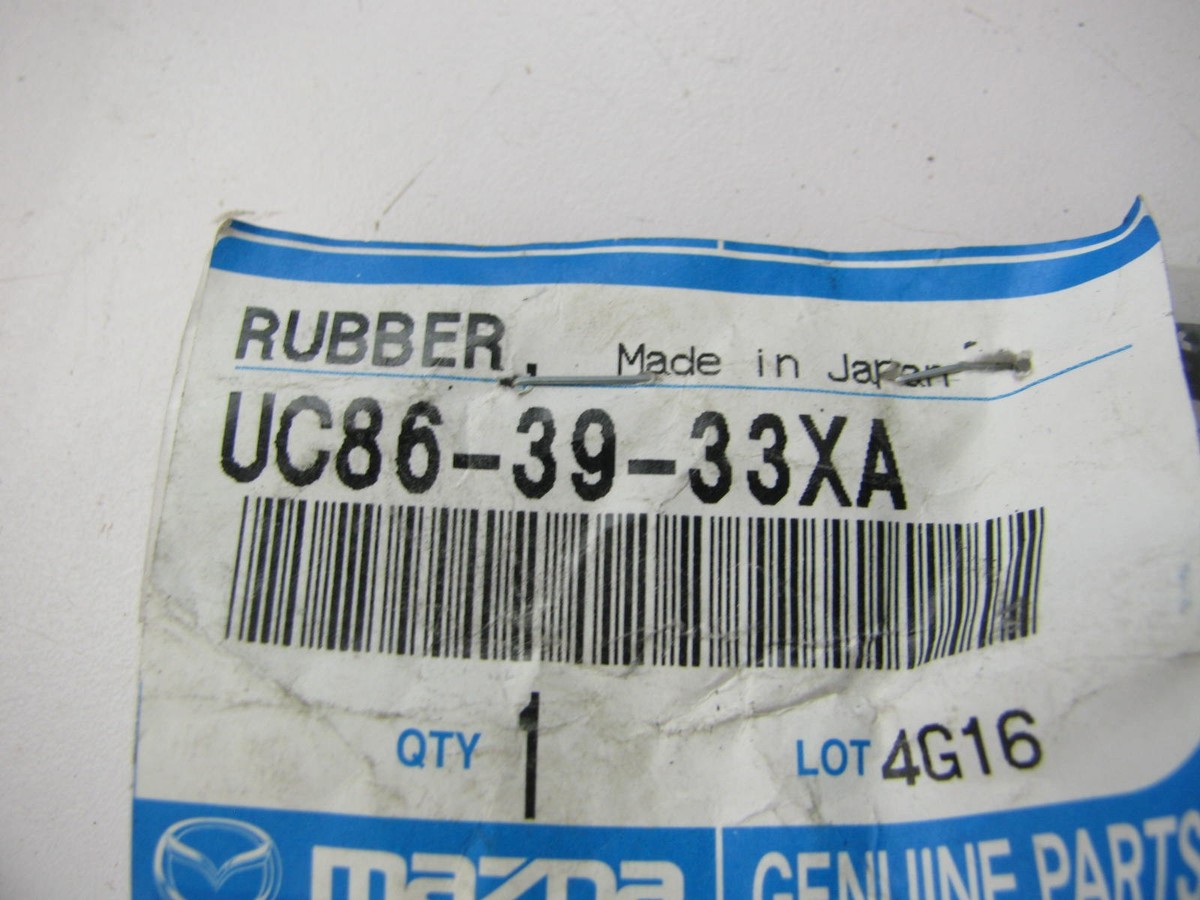 RUBBER, Made in Japan
UC86-39-33XA
QTY 1 LOT 4G16
mazda GENUINE PARTS